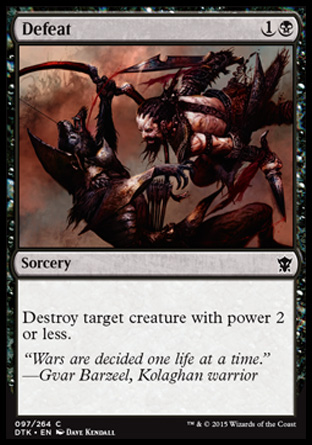 Defeat 1
Sorcery
Destroy target creature with power 2
or less.
“Wars are decided one life at a time.”
—Gvar Barzeel, Kolaghan warrior
097/264 C
DTK • EN Dave Kendall
™ & © 2015 Wizards of the Coast